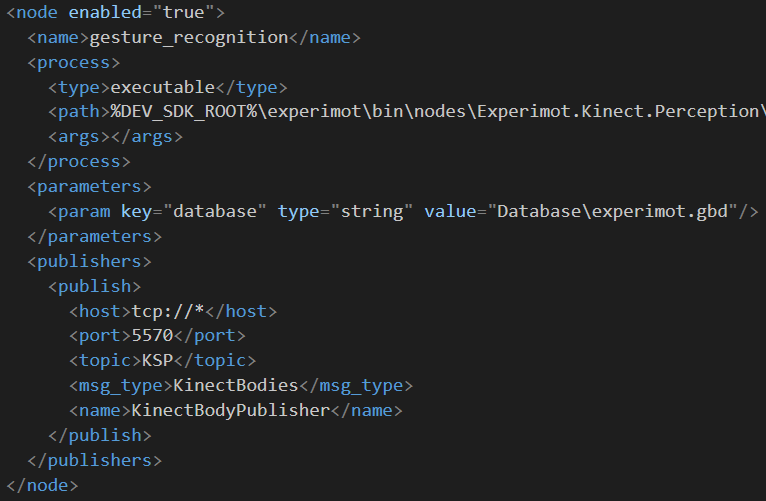 <node enabled="true">
<name>gesture_recognition</name>
<process>
<type>executable</type>
<path>%DEV_SDK_ROOT%\experimot\bin\nodes\Experimot.Kinect.Perception\
<args></args>
</process>
<parameters>
<param key="database" type="string" value="Database\experimot.gbd"/>
</parameters>
<publishers>
<publish>
<host>tcp://*</host>
<port>5570</port>
<topic>KSP</topic>
<msg_type>KinectBodies</msg_type>
<name>KinectBodyPublisher</name>
</publish>
</publishers>
</node>